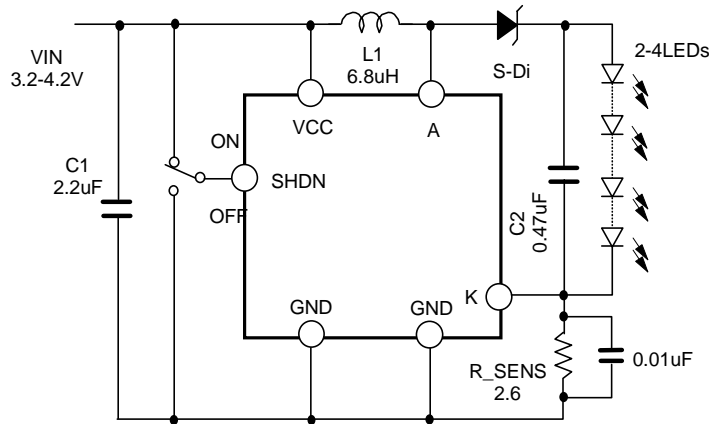 VIN
3.2-4.2V
L1
6.8uH
S-Di
2-4LEDs
VCC
A
ON
C1
2.2uF
SHDN
OFF
C2
0.47uF
K
GND
GND
R_SENS
2.6
0.01uF